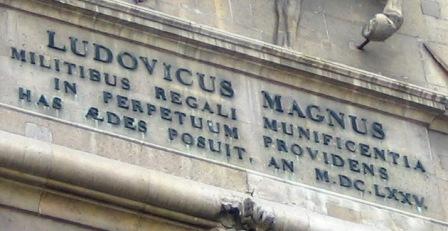 LUDOVICUS MAGNUS
MILITIBUS REGALI MUNIFICENTIA
IN PERPETUUM PROVIDENS
HAS ÆDES POSUIT, AN M.DC.LXXV.